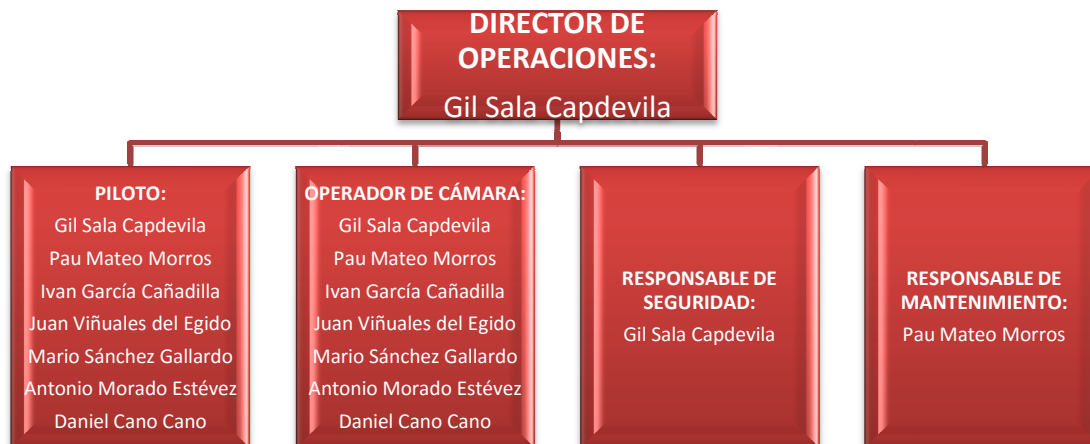 DIRECTOR DE
OPERACIONES:
Gil Sala Capdevila
PILOTO:
Gil Sala Capdevila
Pau Mateo Morros
Ivan García Cañadilla
Juan Viñuales del Egido
Mario Sánchez Gallardo
Antonio Morado Estévez
Daniel Cano Cano
OPERADOR DE CÁMARA:
Gil Sala Capdevila
Pau Mateo Morros
Ivan García Cañadilla
Juan Viñuales del Egido
Mario Sánchez Gallardo
Antonio Morado Estévez
Daniel Cano Cano
RESPONSABLE DE
SEGURIDAD:
Gil Sala Capdevila
RESPONSABLE DE
MANTENIMIENTO:
Pau Mateo Morros